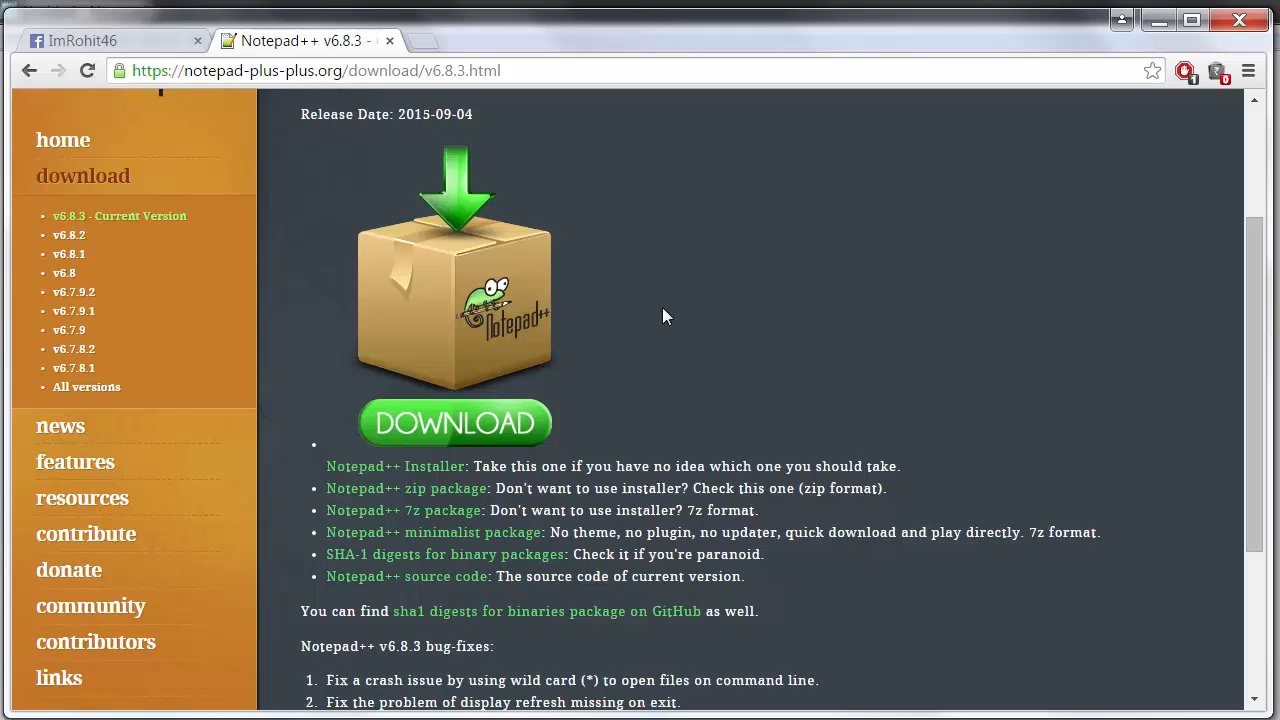 ImRohit46
Notepad++ v6.8.3 -
https://notepad-plus-plus.org/download/v6.8.3.html
1
0
home
download
v6.8.3 - Current Version
v6.8.2
v6.8.1
v6.8
v6.7.9.2
v6.7.9.1
v6.7.9
v6.7.8.2
v6.7.8.1
All versions
news
features
resources
contribute
donate
community
contributors
links
Release Date: 2015-09-04
Notepad++
DOWNLOAD
Notepad++ Installer: Take this one if you have no idea which one you should take.
Notepad++ zip package: Don't want to use installer? Check this one (zip format).
Notepad++ 7z package: Don't want to use installer? 7z format.
Notepad++ minimalist package: No theme, no plugin, no updater, quick download and play directly. 7z format.
SHA-1 digests for binary packages: Check it if you're paranoid.
Notepad++ source code: The source code of current version.
You can find sha1 digests for binaries package on GitHub as well.
Notepad++ v6.8.3 bug-fixes:
1. Fix a crash issue by using wild card (*) to open files on command line.
2. Fix the problem of display refresh missing on exit.